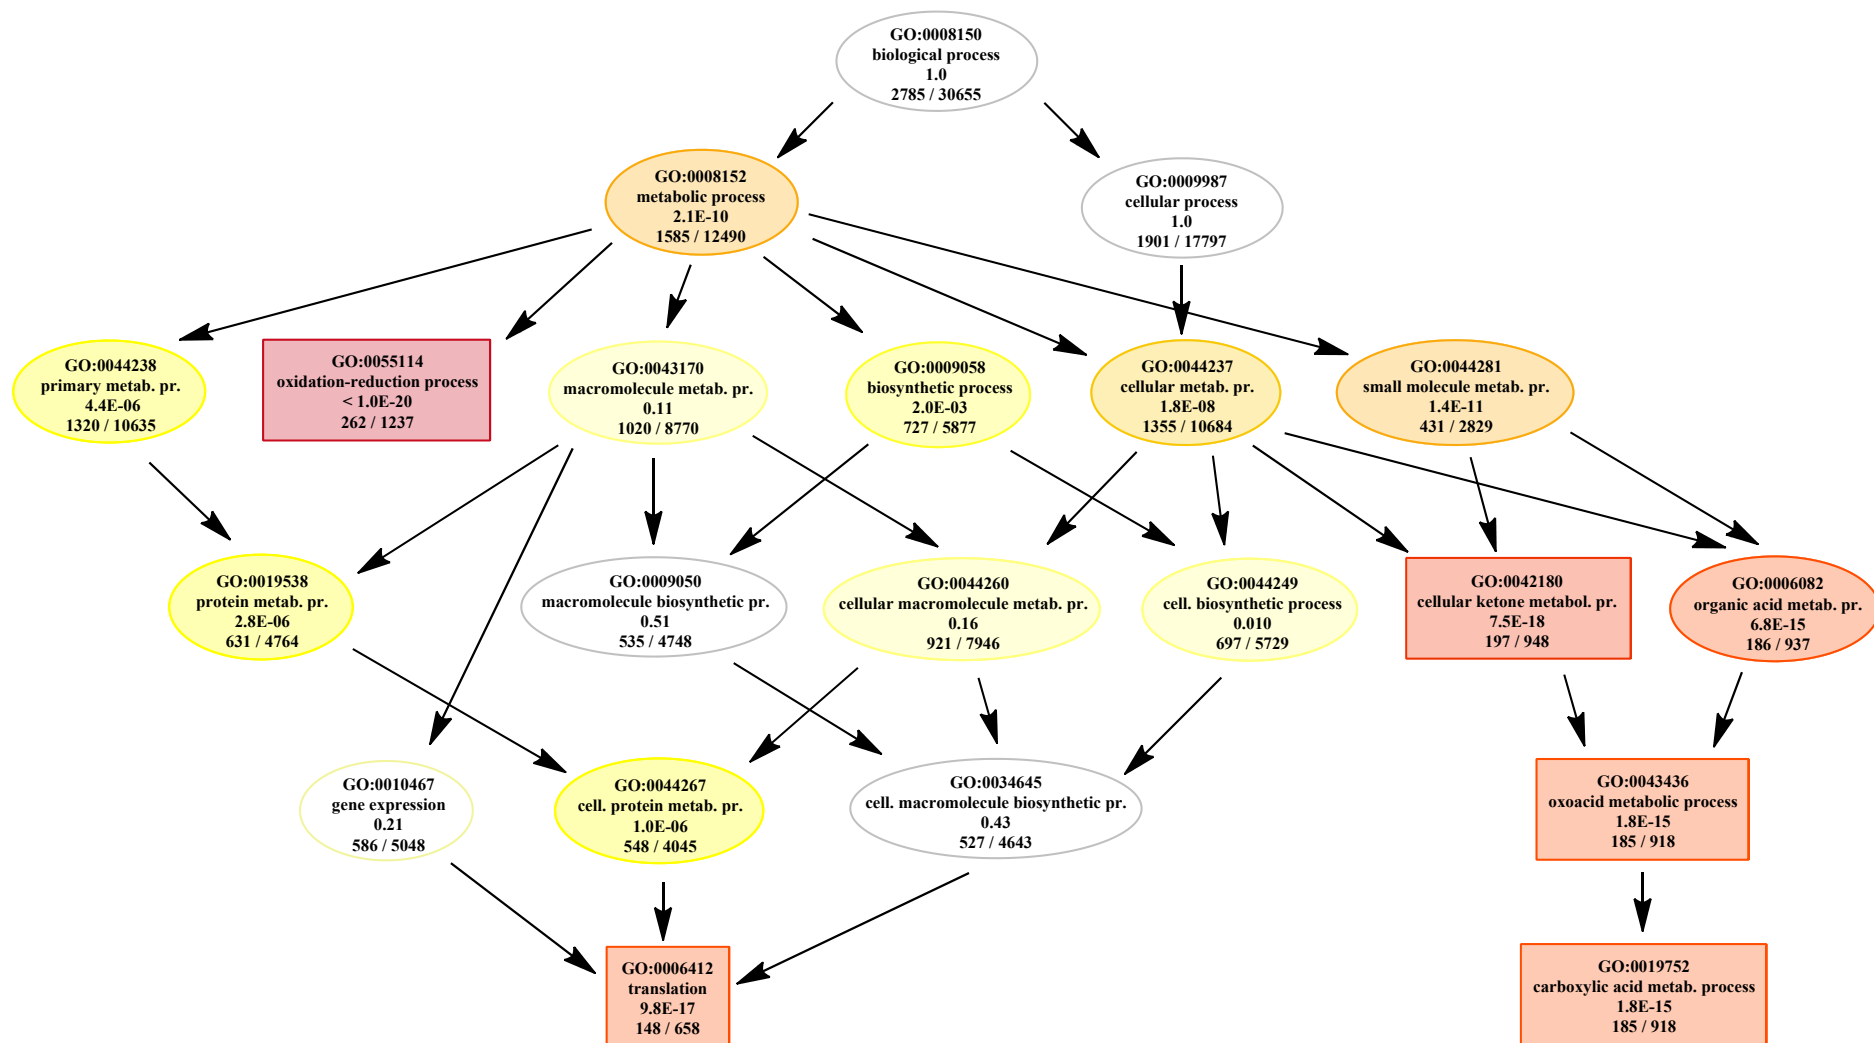 GO:0008150
biological process
1.0
2785 / 30655
GO:0008152
metabolic process
2.1E-10
1585 / 12490
GO:0009987
cellular process
1.0
1901 / 17797
GO:0044238
primary metab. pr.
4.4E-06
1320 / 10635
GO:0055114
oxidation-reduction process
< 1.0E-20
262 / 1237
GO:0043170
macromolecule metab. pr.
0.11
1020 / 8770
GO:0009058
biosynthetic process
2.0E-03
727 / 5877
GO:0044237
cellular metab. pr.
1.8E-08
1355 / 10684
GO:0044281
small molecule metab. pr.
1.4E-11
431 / 2829
GO:0019538
protein metab. pr.
2.8E-06
631 / 4764
GO:0009050
macromolecule biosynthetic pr.
0.51
535 / 4748
GO:0044260
cellular macromolecule metab. pr.
0.16
921 / 7946
GO:0044249
cell. biosynthetic process
0.010
697 / 5729
GO:0042180
cellular ketone metabol. pr.
7.5E-18
197 / 948
GO:0006082
organic acid metab. pr.
6.8E-15
186 / 937
GO:0010467
gene expression
0.21
586 / 5048
GO:0044267
cell. protein metab. pr.
1.0E-06
548 / 4045
GO:0034645
cell. macromolecule biosynthetic pr.
0.43
527 / 4643
GO:0043436
oxoacid metabolic process
1.8E-15
185 / 918
GO:0006412
translation
9.8E-17
148 / 658
GO:0019752
carboxylic acid metab. process
1.8E-15
185 / 918